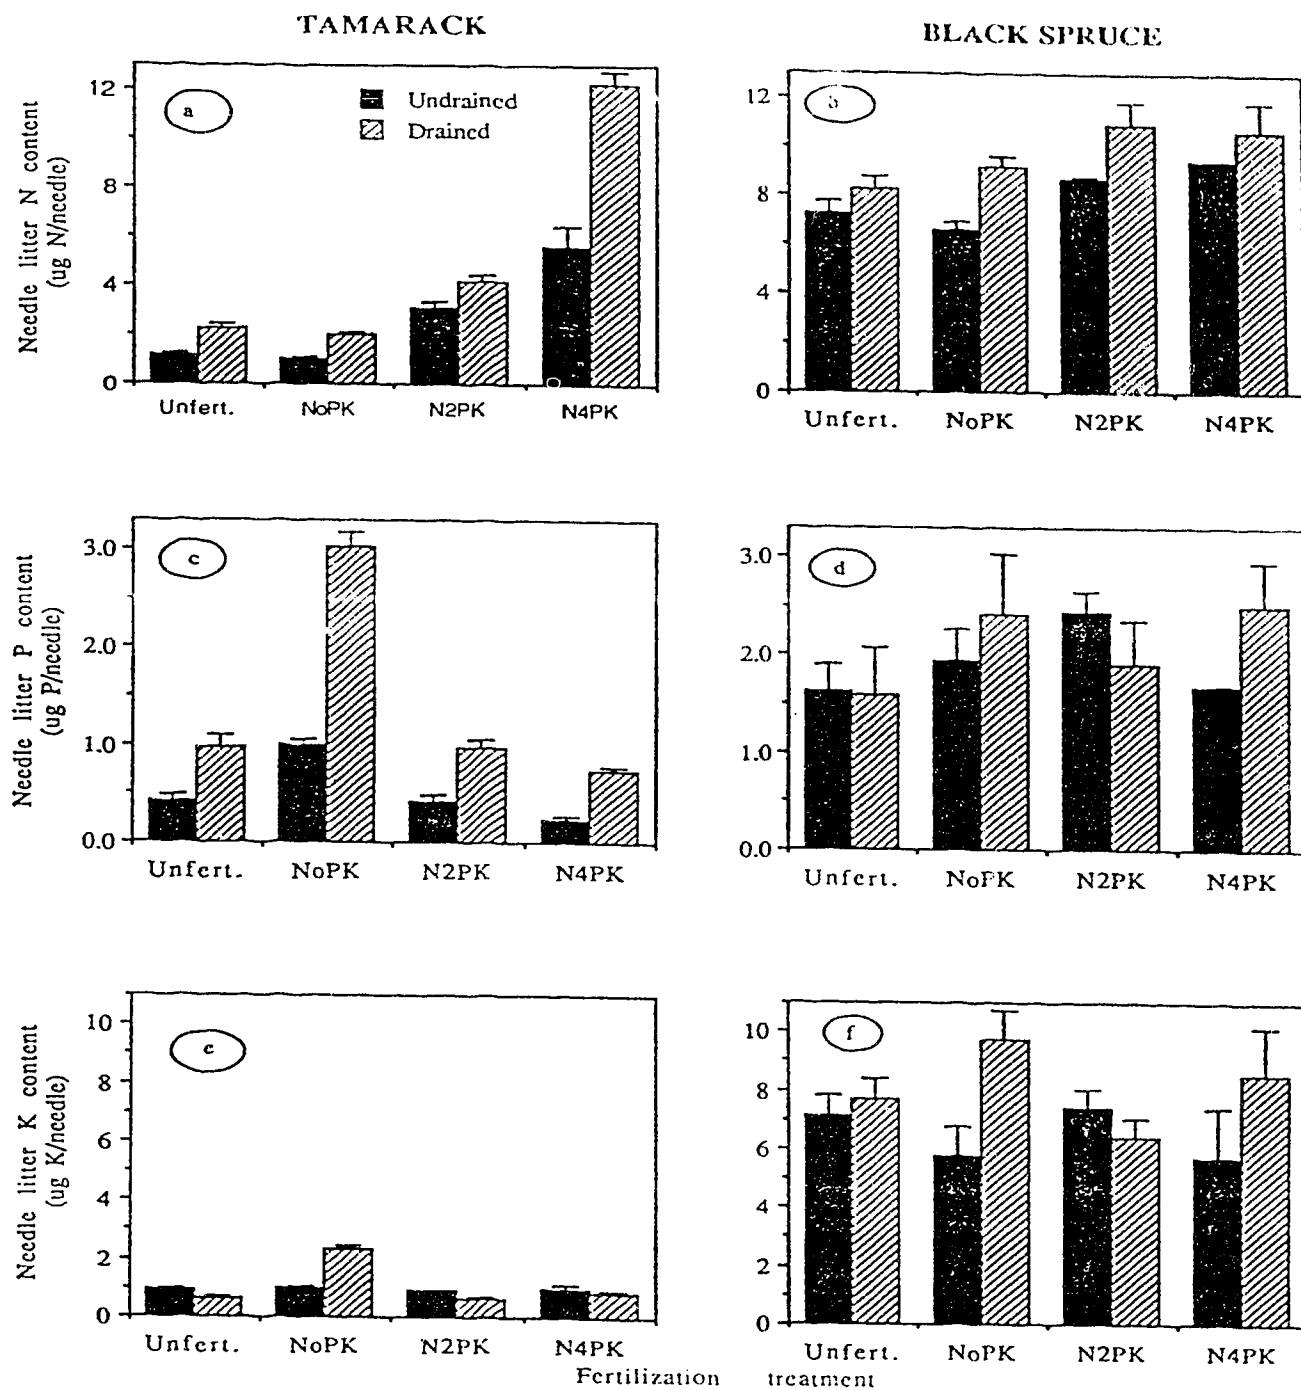 TAMARACK
BLACK SPRUCE
Needle litter N content
(ug N/needle)
12
8
4
0
a
Undrained
Drained
Unfert.
NoPK
N2PK
N4PK
12
8
4
0
b
Unfert.
NoPK
N2PK
N4PK
Needle litter P content
(ug P/needle)
3.0
2.0
1.0
0.0
c
Unfert.
NoPK
N2PK
N4PK
3.0
2.0
1.0
0.0
d
Unfert.
NoPK
N2PK
N4PK
Needle litter K content
(ug K/needle)
10
8
6
4
2
0
e
Unfert.
NoPK
N2PK
N4PK
10
8
6
4
2
0
f
Unfert.
NoPK
N2PK
N4PK
Fertilization treatment